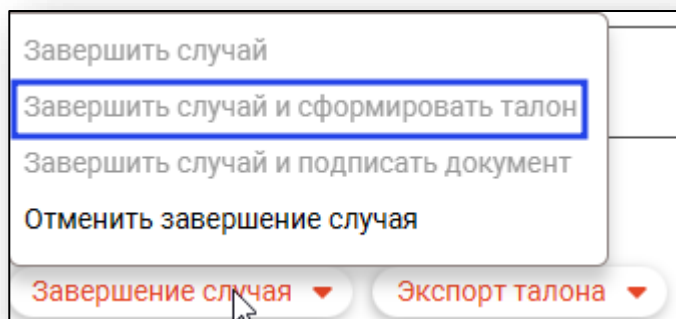 Завершить случай
Завершить случай и сформировать талон
Завершить случай и подписать документ
Отменить завершение случая
Завершение случая
Экспорт талона